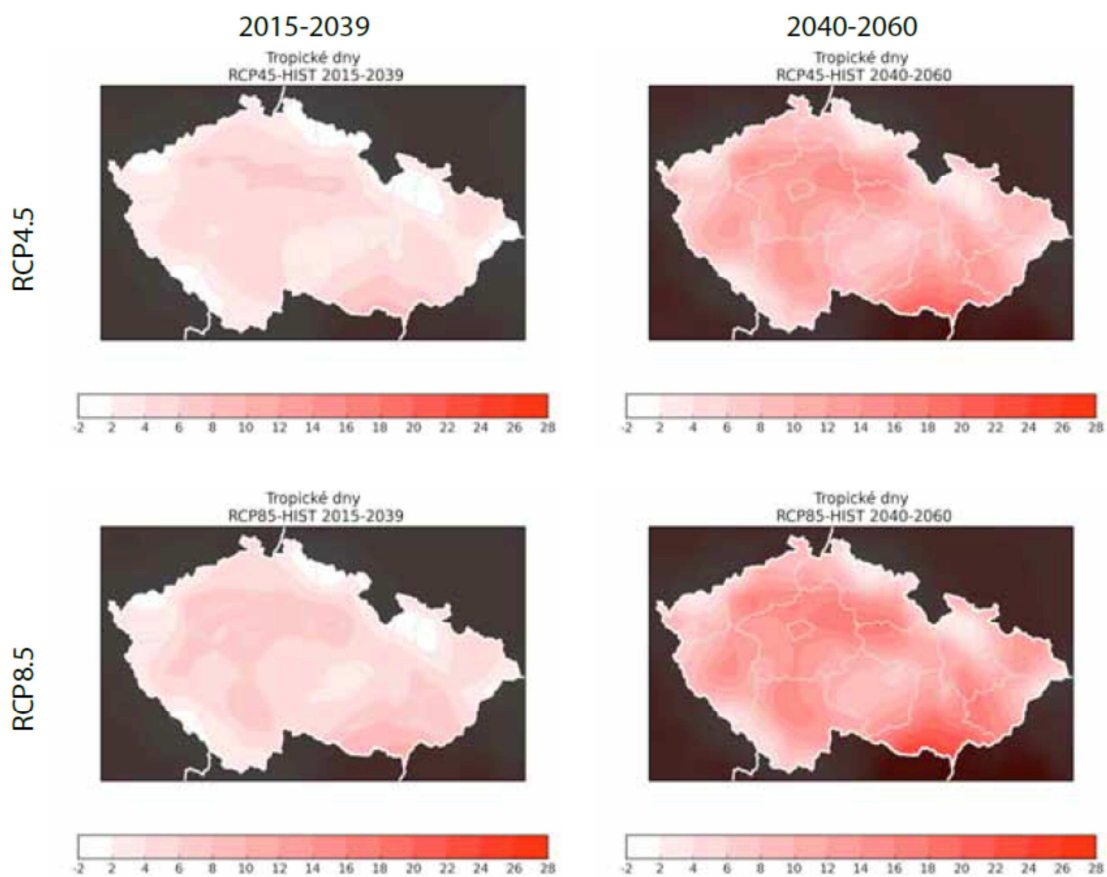 2015-2039
2040-2060
RCP4.5
Tropické dny
RCP45-HIST 2015-2039
-2 2 4 6 8 10 12 14 16 18 20 22 24 26 28
Tropické dny
RCP45-HIST 2040-2060
-2 2 4 6 8 10 12 14 16 18 20 22 24 26 28
RCP8.5
Tropické dny
RCP85-HIST 2015-2039
-2 2 4 6 8 10 12 14 16 18 20 22 24 26 28
Tropické dny
RCP85-HIST 2040-2060
-2 2 4 6 8 10 12 14 16 18 20 22 24 26 28